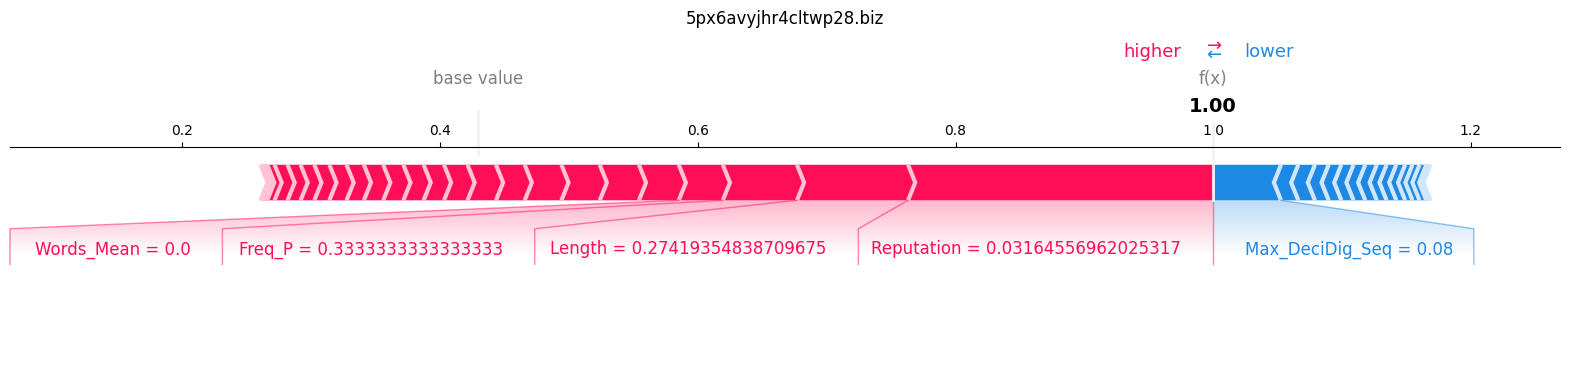 5px6avyjhr4cltwp28.biz
higher ⇄ lower
base value f(x)
1.00
0.2 0.4 0.6 0.8 1.0 1.2
Words_Mean = 0.0 Freq_P = 0.3333333333333333 Length = 0.27419354838709675 Reputation = 0.03164556962025317 Max_DeciDig_Seq = 0.08